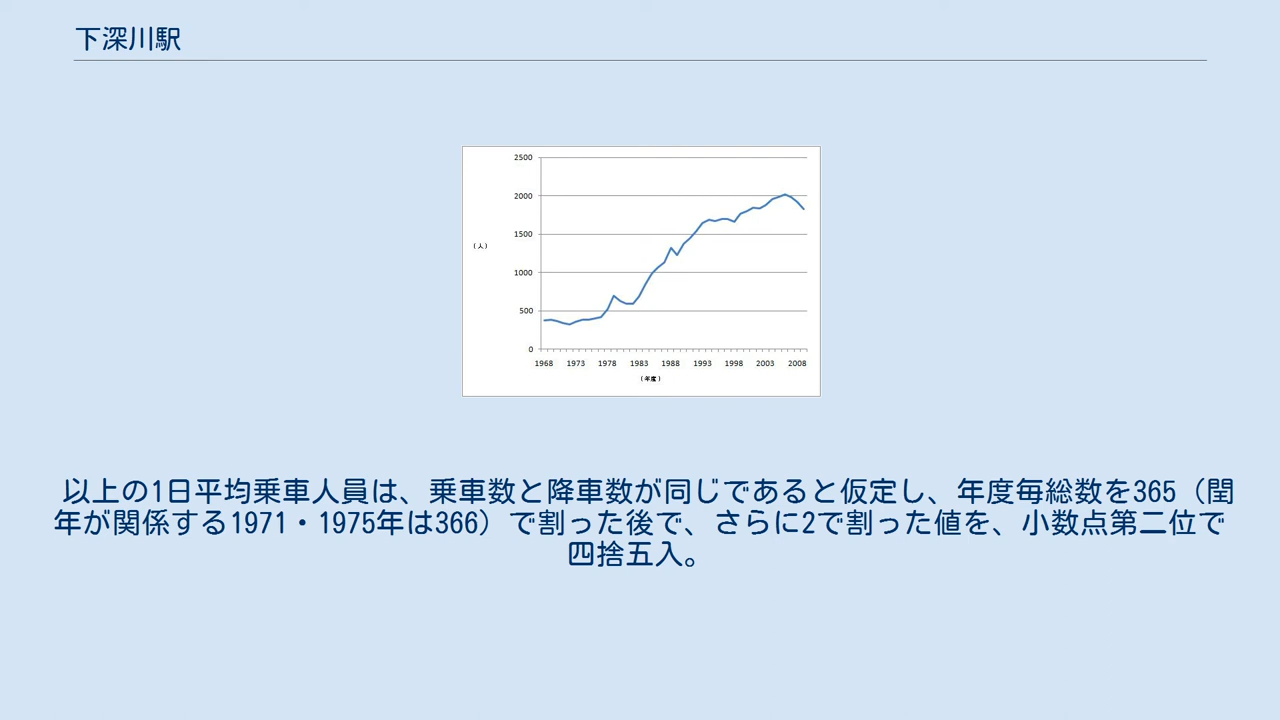 下深川駅
2500
2000
1500
1000
500
0
（人）
1968 1973 1978 1983 1988 1993 1998 2003 2008
（年度）
以上の1日平均乗車人員は、乗車数と降車数が同じであると仮定し、年度毎総数を365（閏
年が関係する1971・1975年は366）で割った後で、さらに2で割った値を、小数点第二位で
四捨五入。